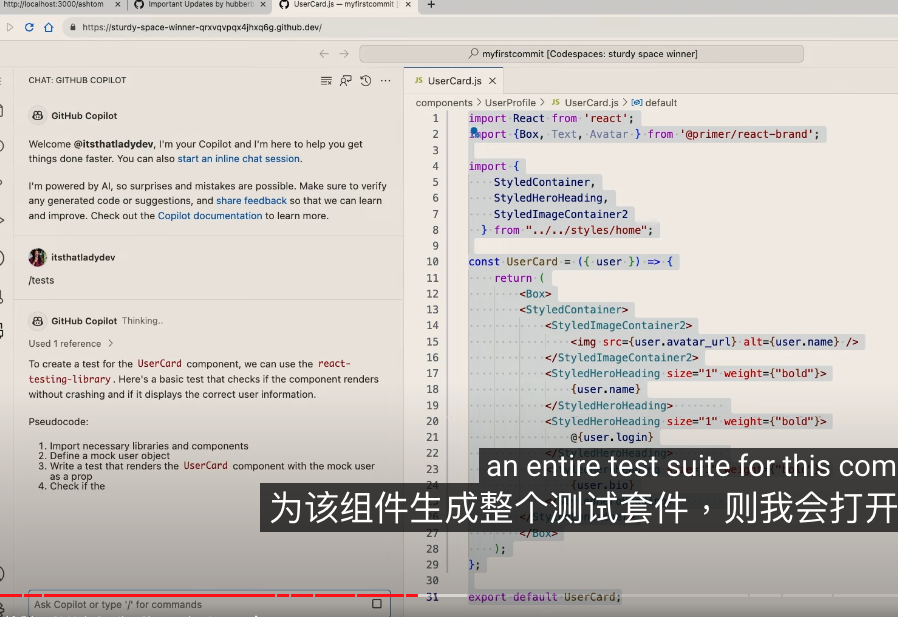 http://localhost:3000/ashtom
Important Updates by hubberb
UserCard.js — myfirstcommit [
https://sturdy-space-winner-qrxvqvpqx4jhxq6g.github.dev/
myfirstcommit [Codespaces: sturdy space winner]
CHAT: GITHUB COPILOT
GitHub Copilot
Welcome @itsthatladydev, I'm your Copilot and I'm here to help you get
things done faster. You can also start an inline chat session.
I'm powered by AI, so surprises and mistakes are possible. Make sure to verify
any generated code or suggestions, and share feedback so that we can learn
and improve. Check out the Copilot documentation to learn more.
itsthatladydev
/tests
GitHub Copilot Thinking..
Used 1 reference >
To create a test for the UserCard component, we can use the react-
testing-library. Here's a basic test that checks if the component renders
without crashing and if it displays the correct user information.
Pseudocode:
1. Import necessary libraries and components
2. Define a mock user object
3. Write a test that renders the UserCard component with the mock user
as a prop
4. Check if the
Ask Copilot or type '/' for commands
JS UserCard.js
components > UserProfile > JS UserCard.js > default
1 import React from 'react';
2 import {Box, Text, Avatar } from '@primer/react-brand';
3
4 import {
5 StyledContainer,
6 StyledHeroHeading,
7 StyledImageContainer2
8 } from "../../styles/home";
9
10 const UserCard = ({ user }) => {
11 return (
12 <Box>
13 <StyledContainer>
14 <StyledImageContainer2>
15 <img src={user.avatar_url} alt={user.name} />
16 </StyledImageContainer2>
17 <StyledHeroHeading size="1" weight={"bold"}>
18 {user.name}
19 </StyledHeroHeading>
20 <StyledHeroHeading size="1" weight={"bold"}>
21 @{user.login}
22
23
{user.bio}
27 </Box>
28 );
29 };
30
31 export default UserCard;
an entire test suite for this com
为该组件生成整个测试套件，则我会打开